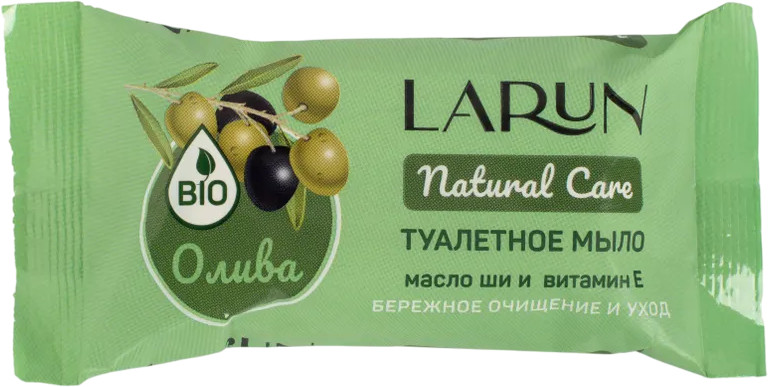 BIO
Олива
LARUN
Natural Care
ТУАЛЕТНОЕ МЫЛО
масло ши и витамин Е
БЕРЕЖНОЕ ОЧИЩЕНИЕ И УХОД